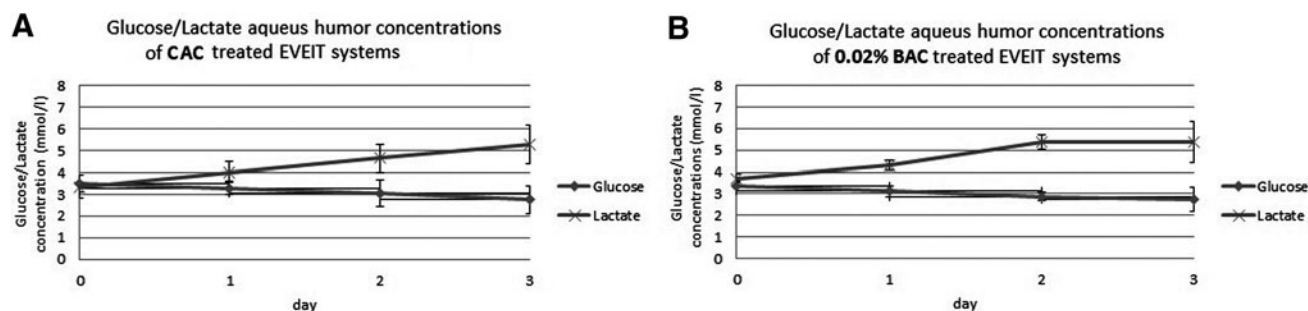 A
Glucose/Lactate aqueus humor concentrations
of CAC treated EVEIT systems
Glucose/Lactate
concentration (mmol/l)
8
7
6
5
4
3
2
1
0
0 1 2 3
day
Glucose
Lactate
B
Glucose/Lactate aqueus humor concentrations
of 0.02% BAC treated EVEIT systems
Glucose/Lactate
concentrations (mmol/l)
8
7
6
5
4
3
2
1
0
0 1 2 3
day
Glucose
Lactate